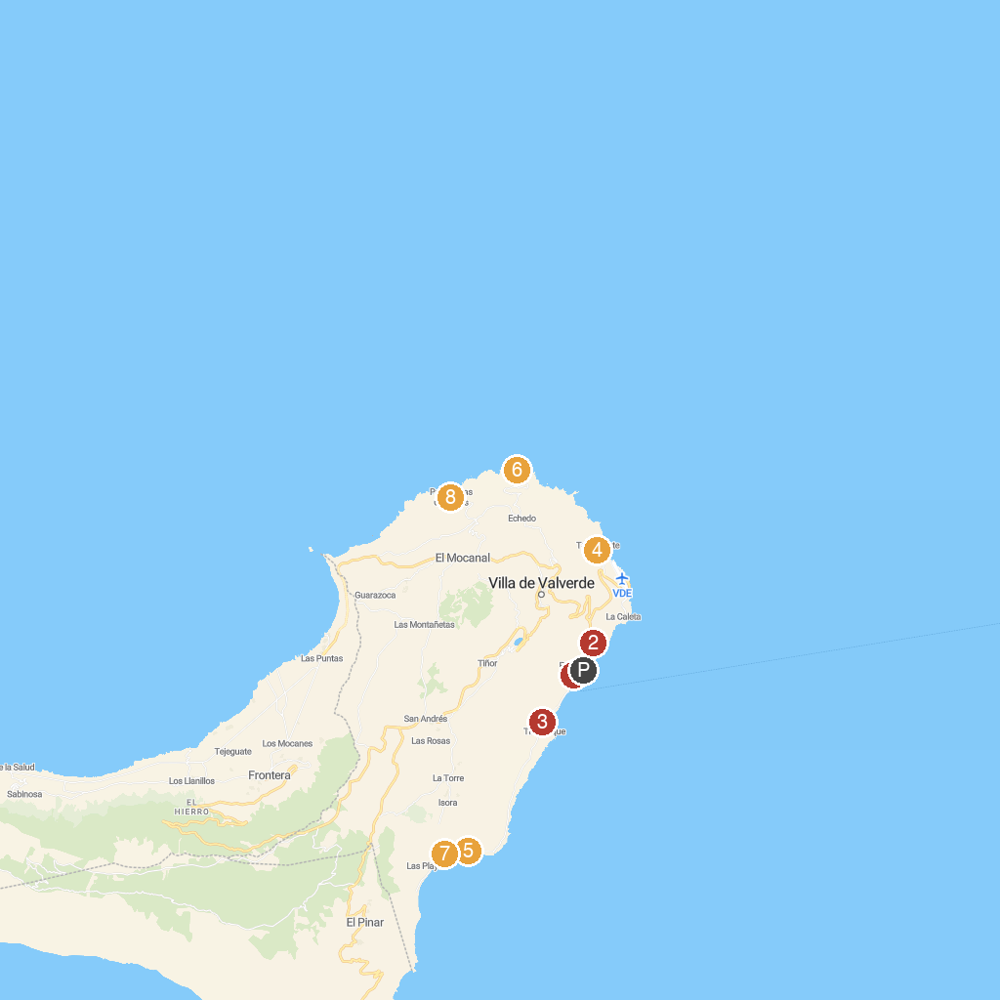 6
8
Echedo
4
El Mocanal
Villa de Valverde
VDE
Guarazoca
La Caleta
Las Montañetas
2
Las Puntas
Tiñor
P
San Andrés
3
Las Rosas
Los Mocanes
Tejeguate
de la Salud
Frontera
Los Llanillos
La Torre
Sabinosa
EL
HIERRO
Isora
7
5
El Pinar